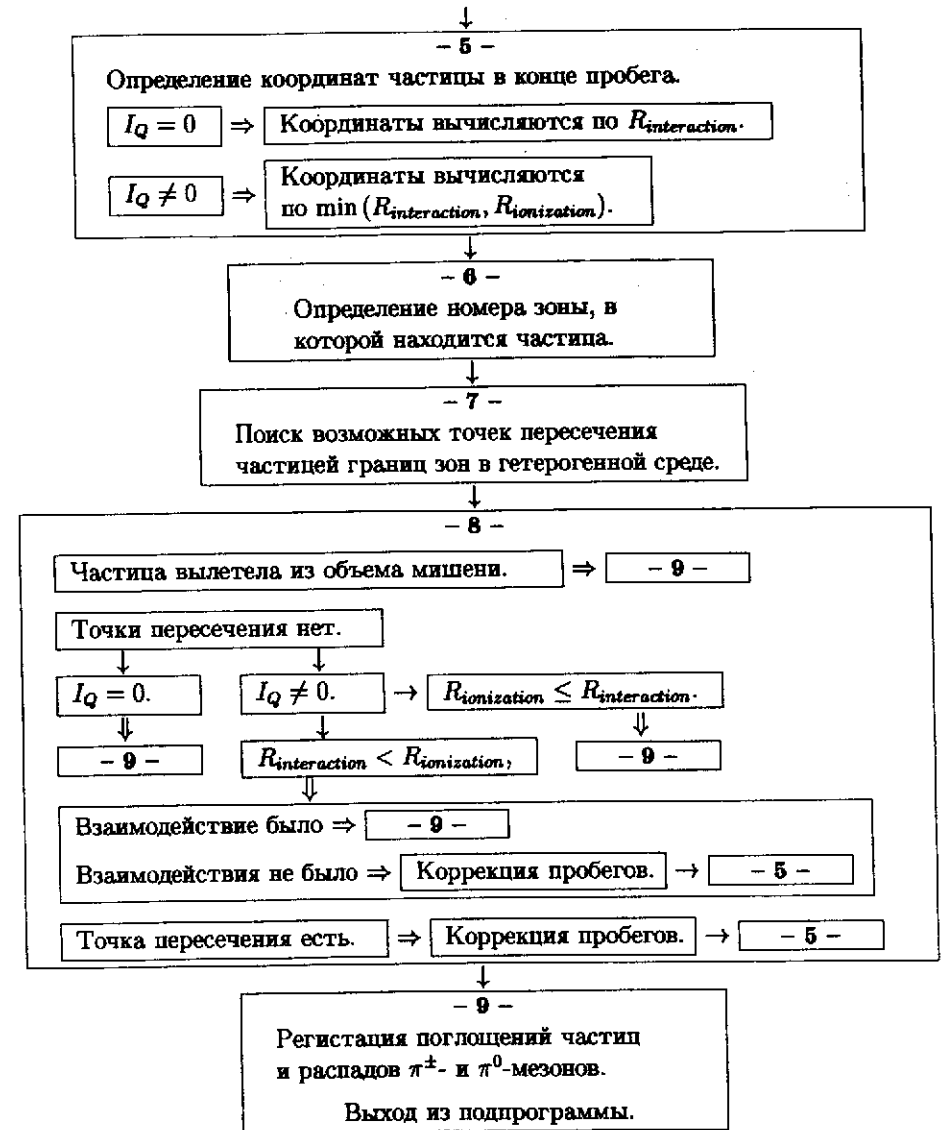 – 5 –
Определение координат частицы в конце пробега.
I_Q = 0 ⇒ Координаты вычисляются по R_interaction.
I_Q ≠ 0 ⇒ Координаты вычисляются
по min (R_interaction, R_ionization).
– 6 –
Определение номера зоны, в
которой находится частица.
– 7 –
Поиск возможных точек пересечения
частицей границ зон в гетерогенной среде.
– 8 –
Частица вылетела из объема мишени. ⇒ – 9 –
Точки пересечения нет.
I_Q = 0. I_Q ≠ 0. → R_ionization ≤ R_interaction.
– 9 – R_interaction < R_ionization, – 9 –
Взаимодействие было ⇒ – 9 –
Взаимодействия не было ⇒ Коррекция пробегов. → – 5 –
Точка пересечения есть. ⇒ Коррекция пробегов. → – 5 –
– 9 –
Регистация поглощений частиц
и распадов π±- и π⁰-мезонов.
Выход из подпрограммы.